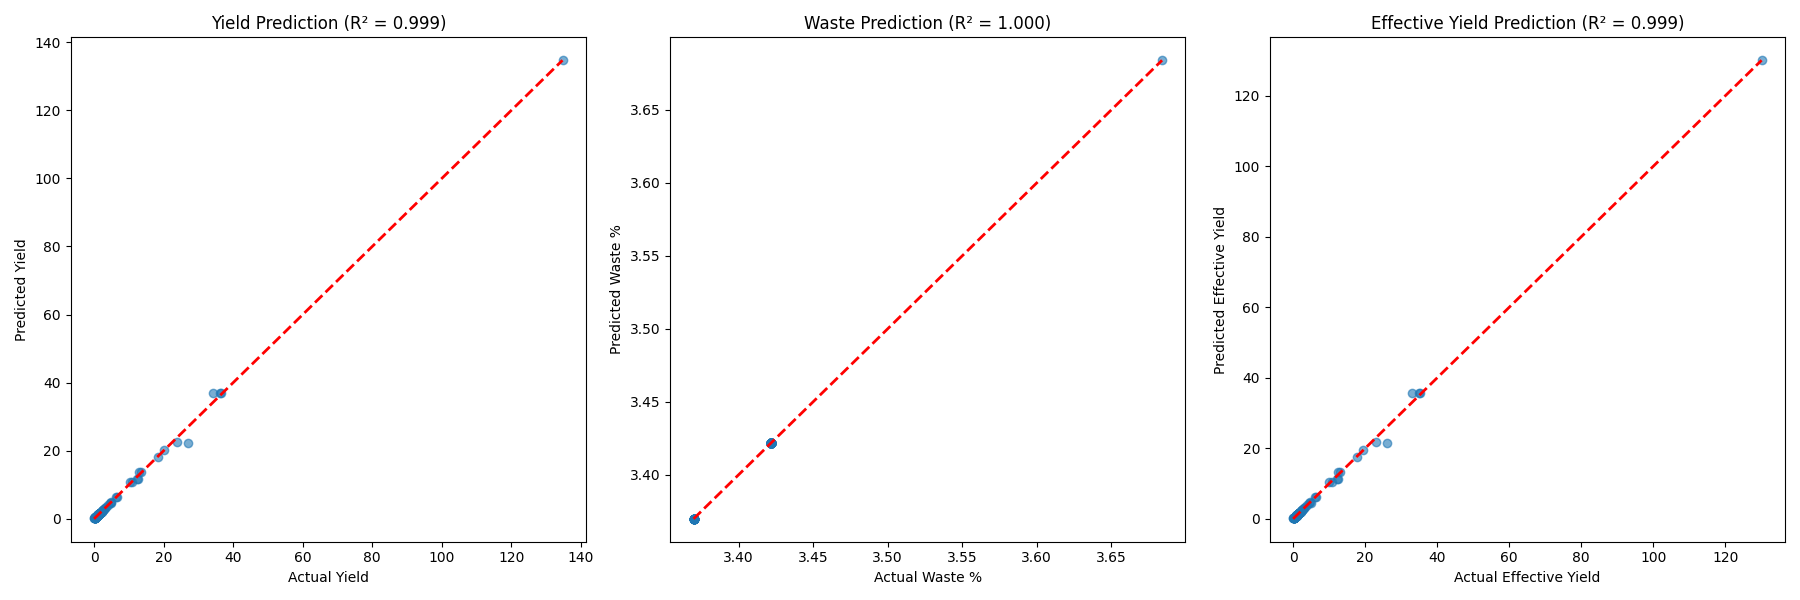 Yield Prediction (R² = 0.999)
140
120
100
80
60
40
20
0
Predicted Yield
0 20 40 60 80 100 120 140
Actual Yield
Waste Prediction (R² = 1.000)
3.65
3.60
3.55
3.50
3.45
3.40
Predicted Waste %
3.40 3.45 3.50 3.55 3.60 3.65
Actual Waste %
Effective Yield Prediction (R² = 0.999)
120
100
80
60
40
20
0
Predicted Effective Yield
0 20 40 60 80 100 120
Actual Effective Yield